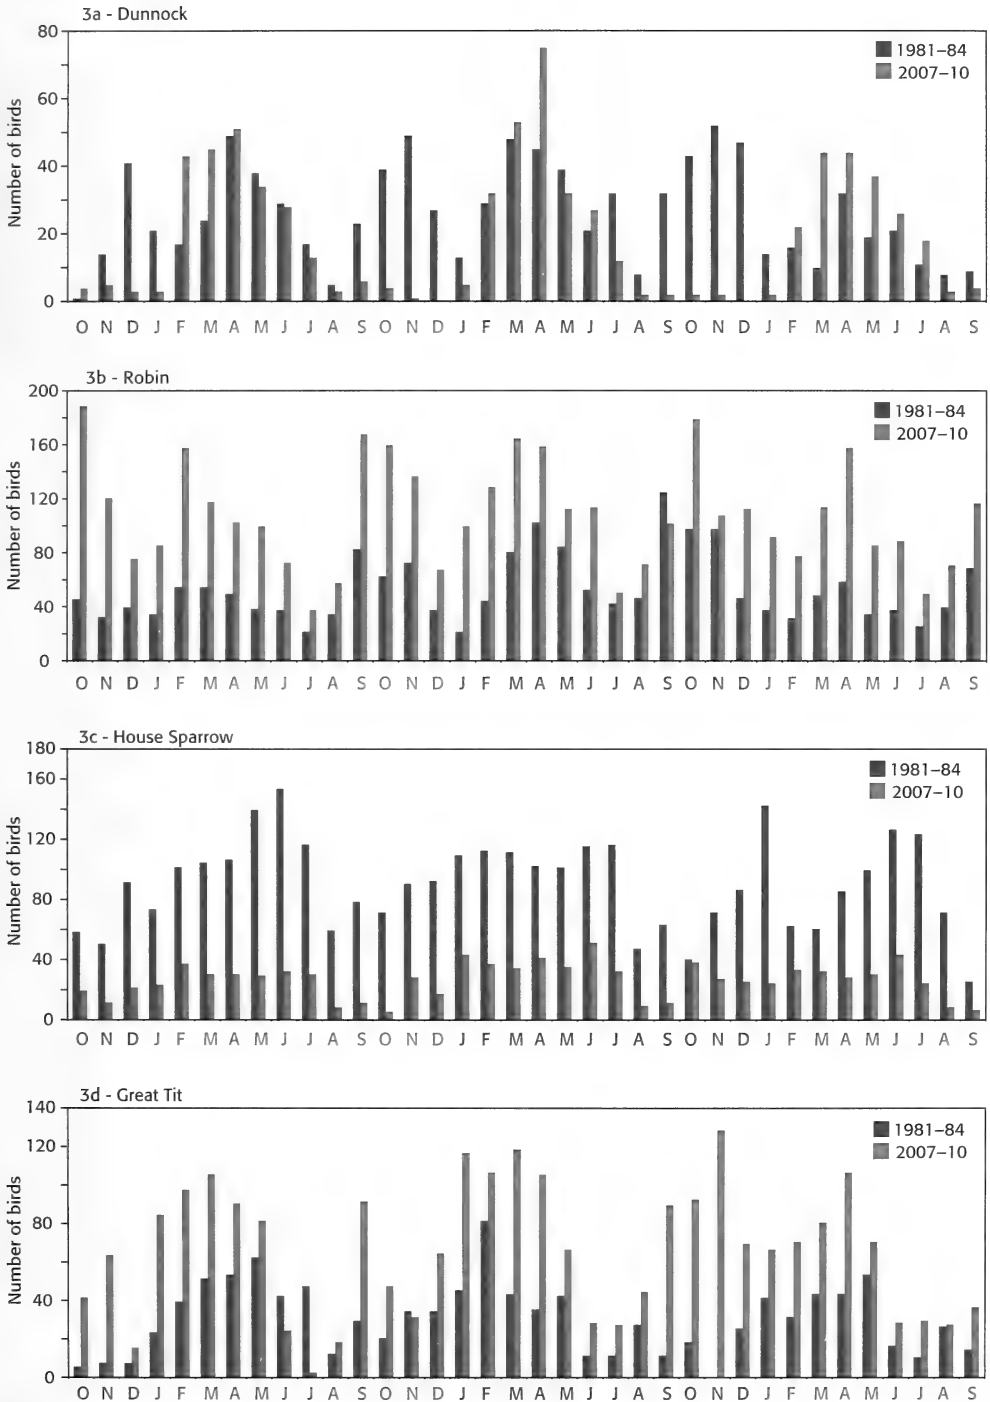 3a - Dunnock
80
60
40
20
0
Number of birds
1981–84
2007–10
O N D J F M A M J J A S O N D J F M A M J J A S O N D J F M A M J J A S
3b - Robin
200
160
120
80
40
0
Number of birds
1981–84
2007–10
O N D J F M A M J J A S O N D J F M A M J J A S O N D J F M A M J J A S
3c - House Sparrow
180
160
120
80
40
0
Number of birds
1981–84
2007–10
O N D J F M A M J J A S O N D J F M A M J J A S O N D J F M A M J J A S
3d - Great Tit
140
120
80
40
0
Number of birds
1981–84
2007–10
O N D J F M A M J J A S O N D J F M A M J J A S O N D J F M A M J J A S